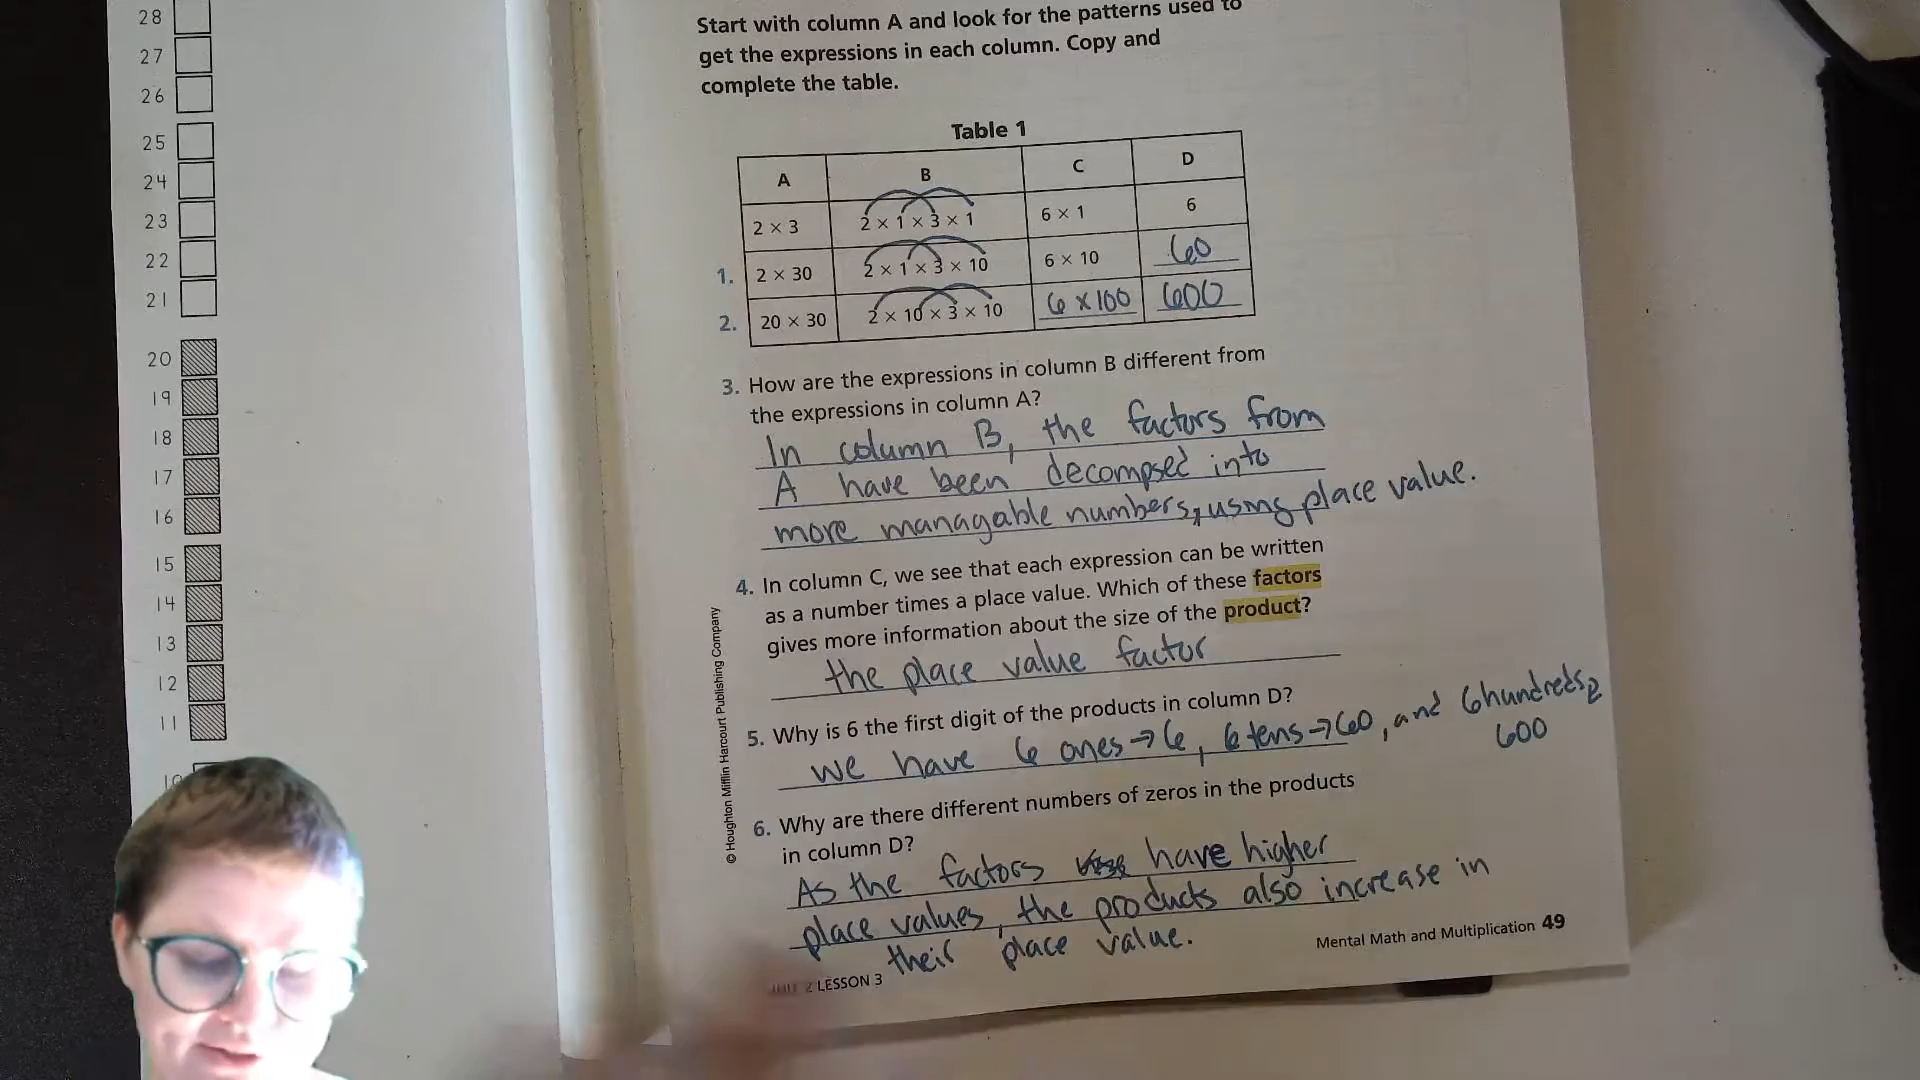 28
27
26
25
24
23
22
21
20
19
18
17
16
15
14
13
12
11
Start with column A and look for the patterns used to
get the expressions in each column. Copy and
complete the table.
Table 1
A B C D
2 × 3 2 × 1 × 3 × 1 6 × 1 6
1. 2 × 30 2 × 1 × 3 × 10 6 × 10 60
2. 20 × 30 2 × 10 × 3 × 10 6 × 100 600
3. How are the expressions in column B different from
the expressions in column A?
In column B, the factors from
A have been decompsed into
more managable numbers, using place value.
4. In column C, we see that each expression can be written
as a number times a place value. Which of these factors
gives more information about the size of the product?
the place value factor
5. Why is 6 the first digit of the products in column D?
we have 6 ones → 6, 6 tens → 60, and 6 hundreds
600
6. Why are there different numbers of zeros in the products
in column D?
As the factors have higher
place values, the products also increase in
their place value.
© Houghton Mifflin Harcourt Publishing Company
2 LESSON 3
Mental Math and Multiplication 49